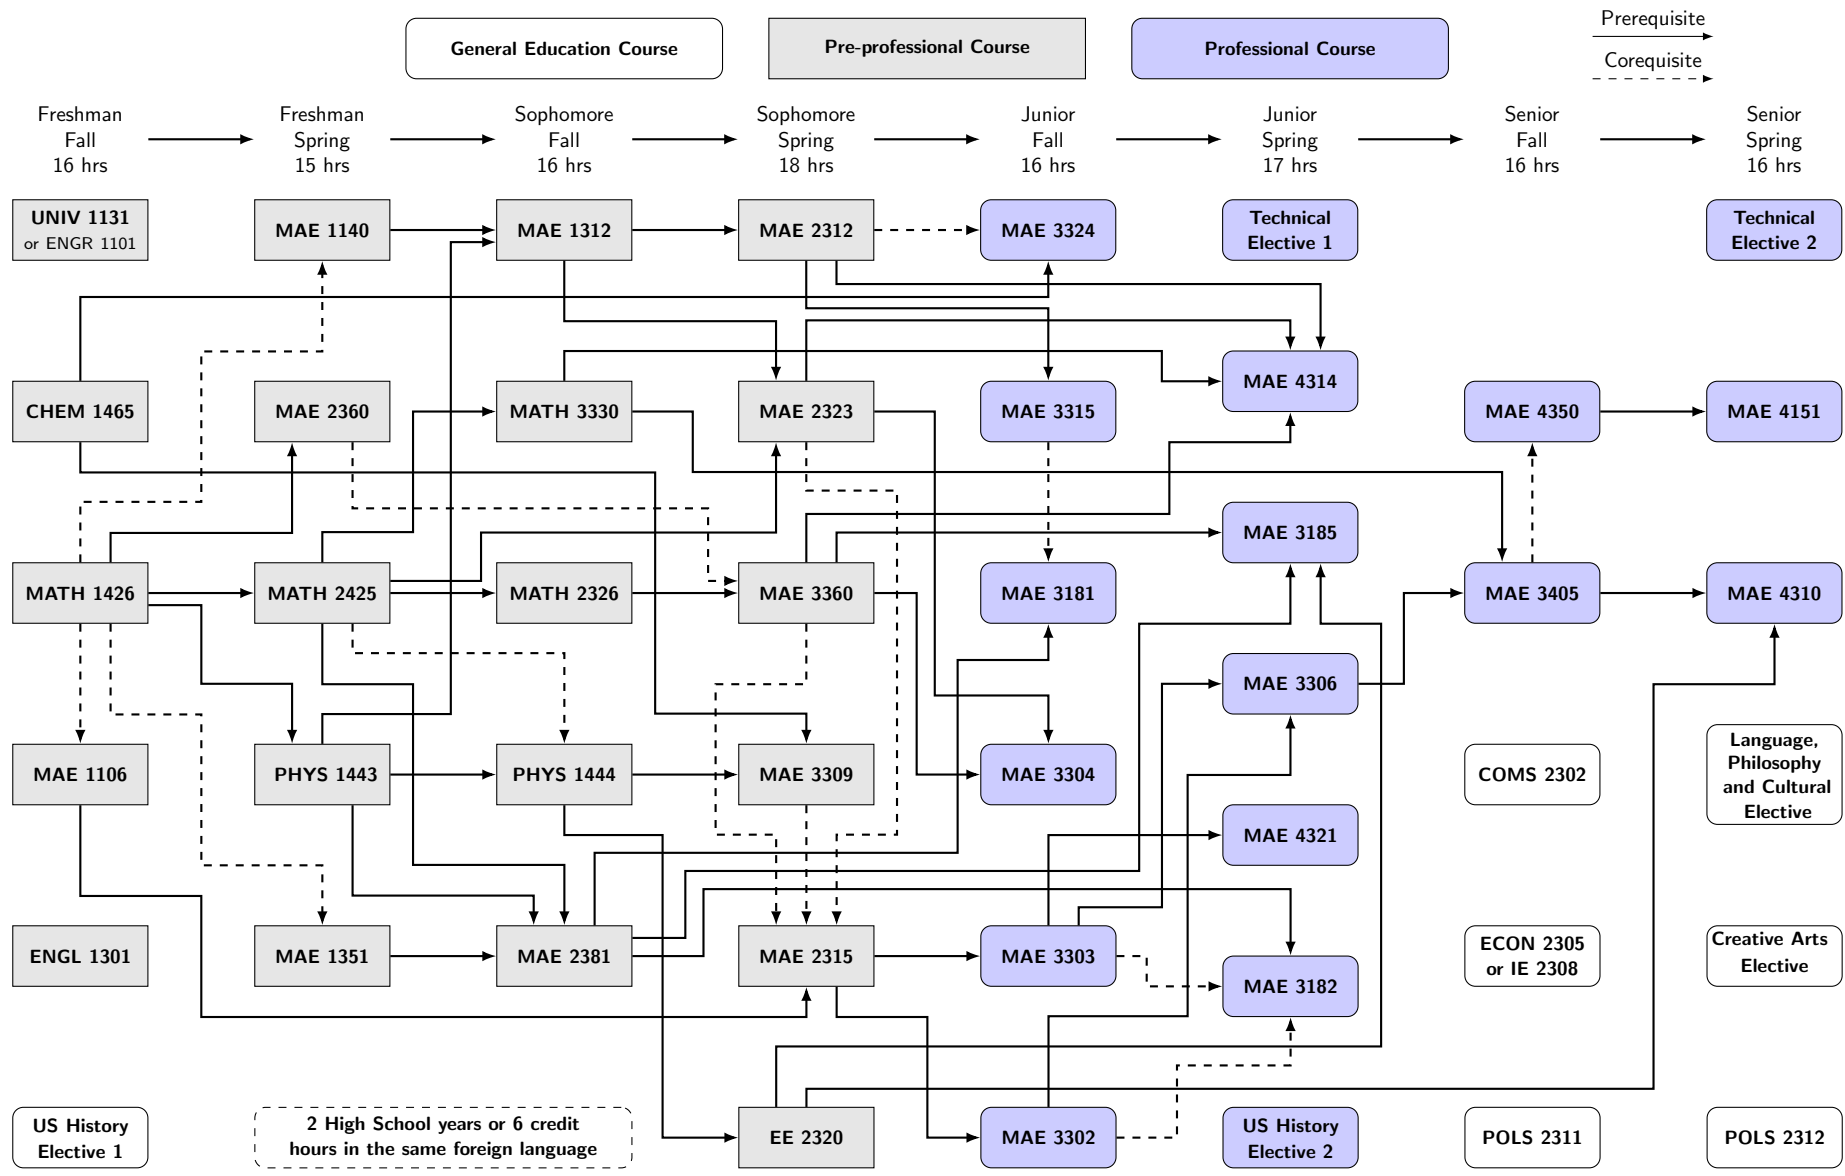 General Education Course
Pre-professional Course
Professional Course
Prerequisite
Corequisite
Freshman
Fall
16 hrs
Freshman
Spring
15 hrs
Sophomore
Fall
16 hrs
Sophomore
Spring
18 hrs
Junior
Fall
16 hrs
Junior
Spring
17 hrs
Senior
Fall
16 hrs
Senior
Spring
16 hrs
UNIV 1131
or ENGR 1101
MAE 1140
MAE 1312
MAE 2312
MAE 3324
Technical
Elective 1
Technical
Elective 2
CHEM 1465
MAE 2360
MATH 3330
MAE 2323
MAE 3315
MAE 4314
MAE 4350
MAE 4151
MATH 1426
MATH 2425
MATH 2326
MAE 3360
MAE 3181
MAE 3185
MAE 3405
MAE 4310
MAE 3306
MAE 1106
PHYS 1443
PHYS 1444
MAE 3309
MAE 3304
MAE 4321
COMS 2302
Language,
Philosophy
and Cultural
Elective
ENGL 1301
MAE 1351
MAE 2381
MAE 2315
MAE 3303
MAE 3182
ECON 2305
or IE 2308
Creative Arts
Elective
US History
Elective 1
2 High School years or 6 credit
hours in the same foreign language
EE 2320
MAE 3302
US History
Elective 2
POLS 2311
POLS 2312